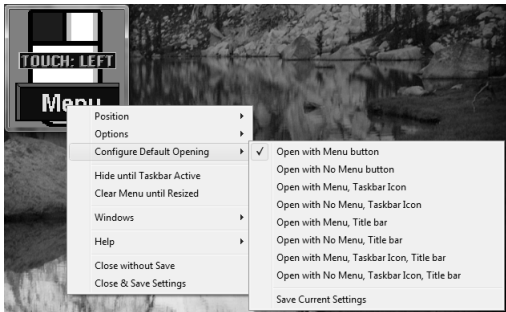 TOUCH: LEFT
Menu
Position
Options
Configure Default Opening
Hide until Taskbar Active
Clear Menu until Resized
Windows
Help
Close without Save
Close & Save Settings
✓ Open with Menu button
Open with No Menu button
Open with Menu, Taskbar Icon
Open with No Menu, Taskbar Icon
Open with Menu, Title bar
Open with No Menu, Title bar
Open with Menu, Taskbar Icon, Title bar
Open with No Menu, Taskbar Icon, Title bar
Save Current Settings